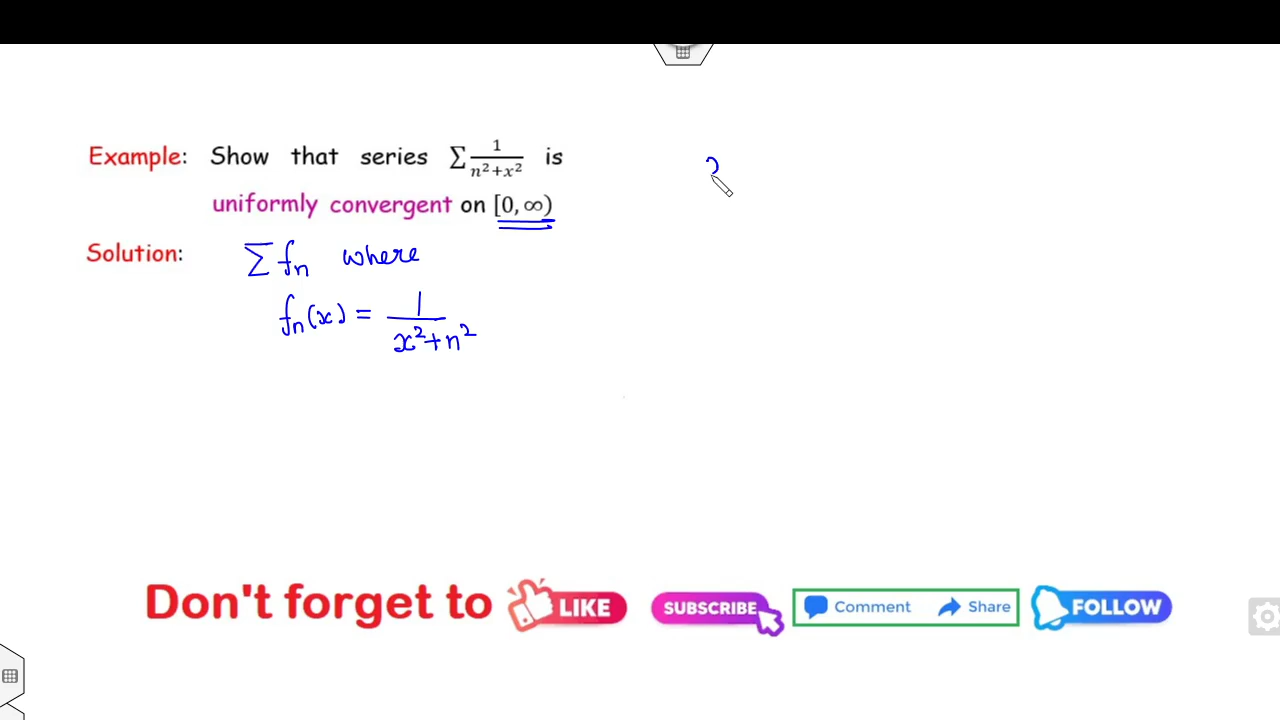 Example: Show that series ∑ 1/(n²+x²) is
uniformly convergent on [0, ∞)
Solution: ∑ fn where
fn(x) = 1/(x²+n²)
Don't forget to LIKE SUBSCRIBE Comment Share FOLLOW